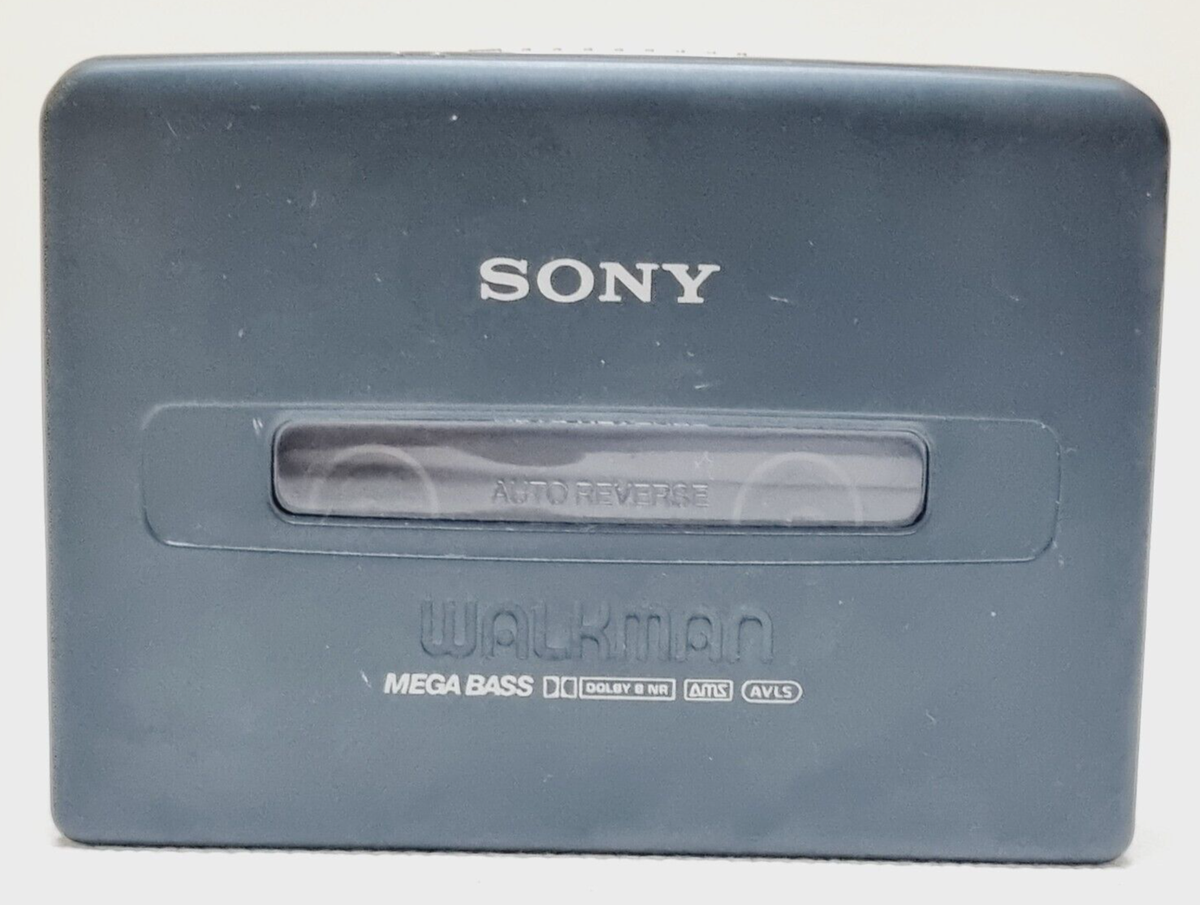 SONY
AUTO REVERSE
WALKMAN
MEGA BASS DOLBY B NR AMS AVLS